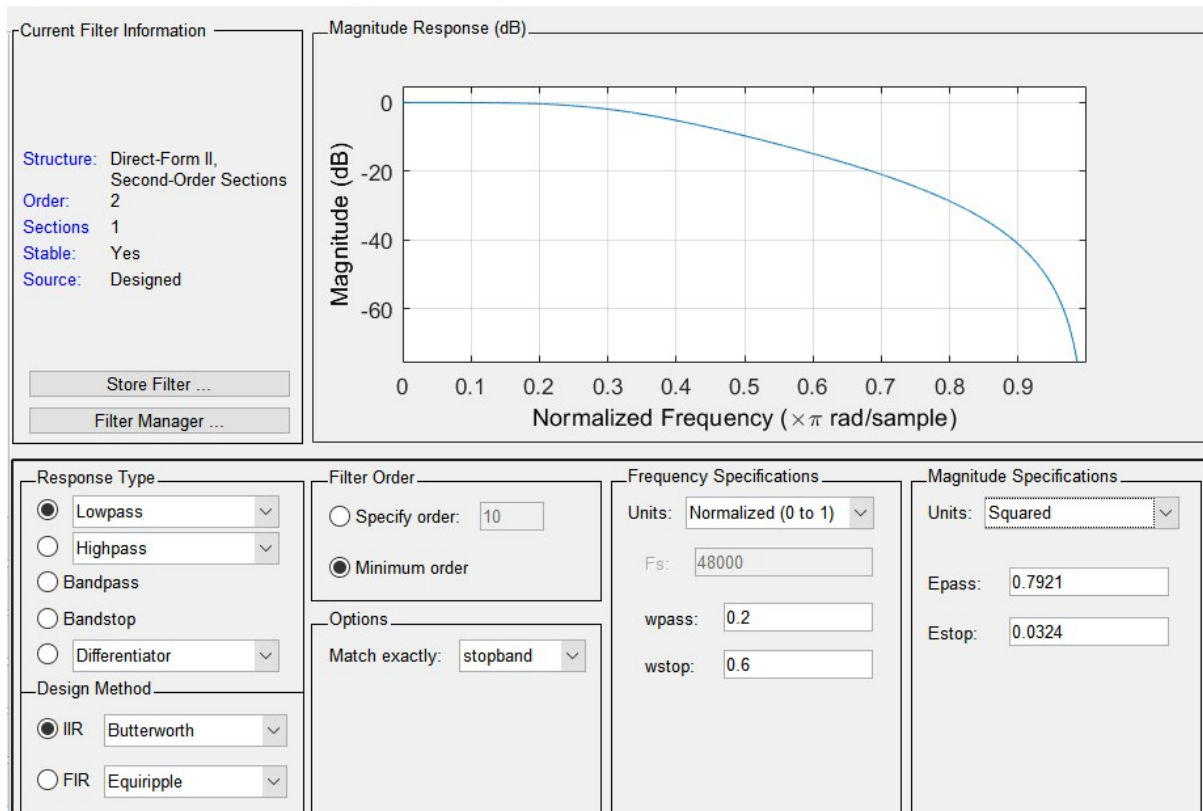 Current Filter Information
Structure: Direct-Form II,
Second-Order Sections
Order: 2
Sections 1
Stable: Yes
Source: Designed
Store Filter ...
Filter Manager ...
Magnitude Response (dB)
0
-20
-40
-60
Magnitude (dB)
0 0.1 0.2 0.3 0.4 0.5 0.6 0.7 0.8 0.9
Normalized Frequency (×π rad/sample)
Response Type
Lowpass
Highpass
Bandpass
Bandstop
Differentiator
Design Method
IIR Butterworth
FIR Equiripple
Filter Order
Specify order: 10
Minimum order
Options
Match exactly: stopband
Frequency Specifications
Units: Normalized (0 to 1)
Fs: 48000
wpass: 0.2
wstop: 0.6
Magnitude Specifications
Units: Squared
Epass: 0.7921
Estop: 0.0324